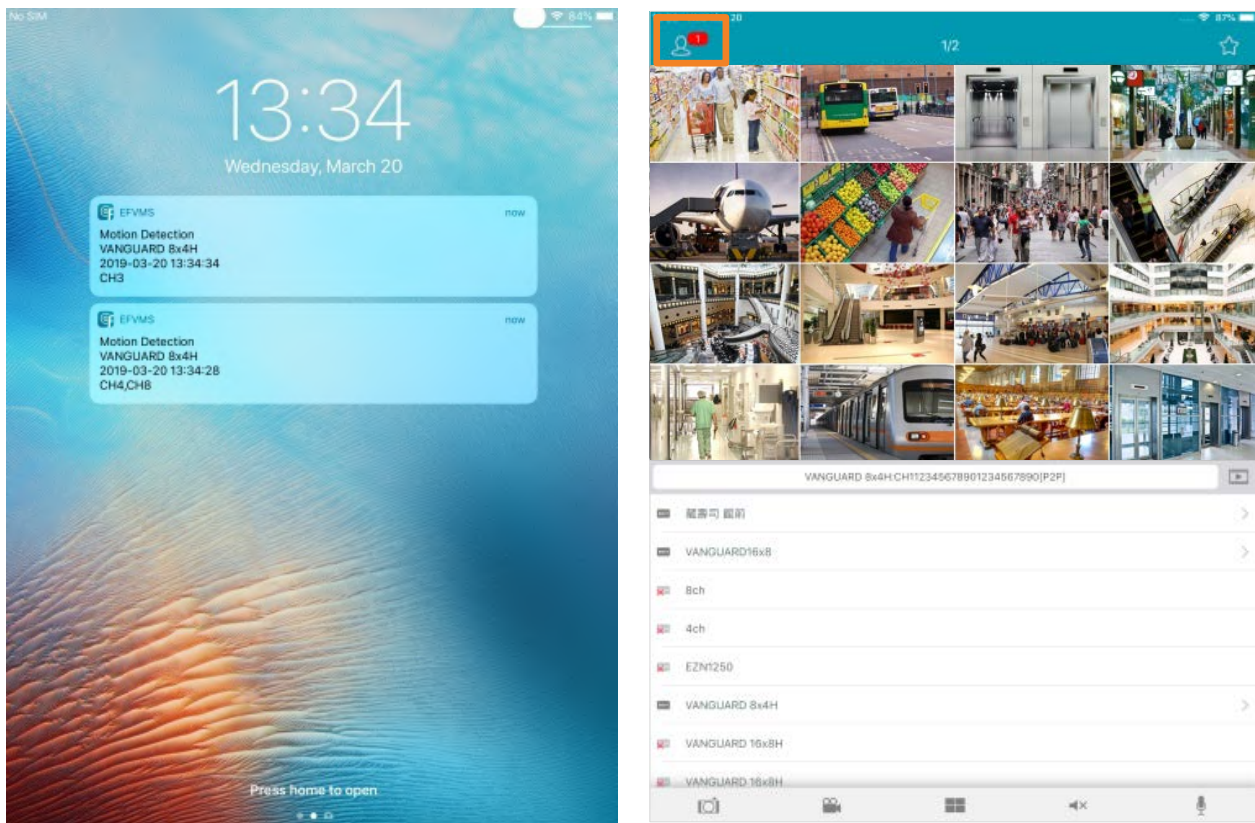 No SIM
84%
13:34
Wednesday, March 20
EFVMS
now
Motion Detection
VANGUARD 8x4H
2019-03-20 13:34:34
CH3
EFVMS
now
Motion Detection
VANGUARD 8x4H
2019-03-20 13:34:28
CH4,CH8
Press home to open
20
87%
1
1/2
VANGUARD 8x4H:CH112345678901234567890(P2P)
VANGUARD16x8
8ch
4ch
EZN1250
VANGUARD 8x4H
VANGUARD 16x8H
VANGUARD 16x8H